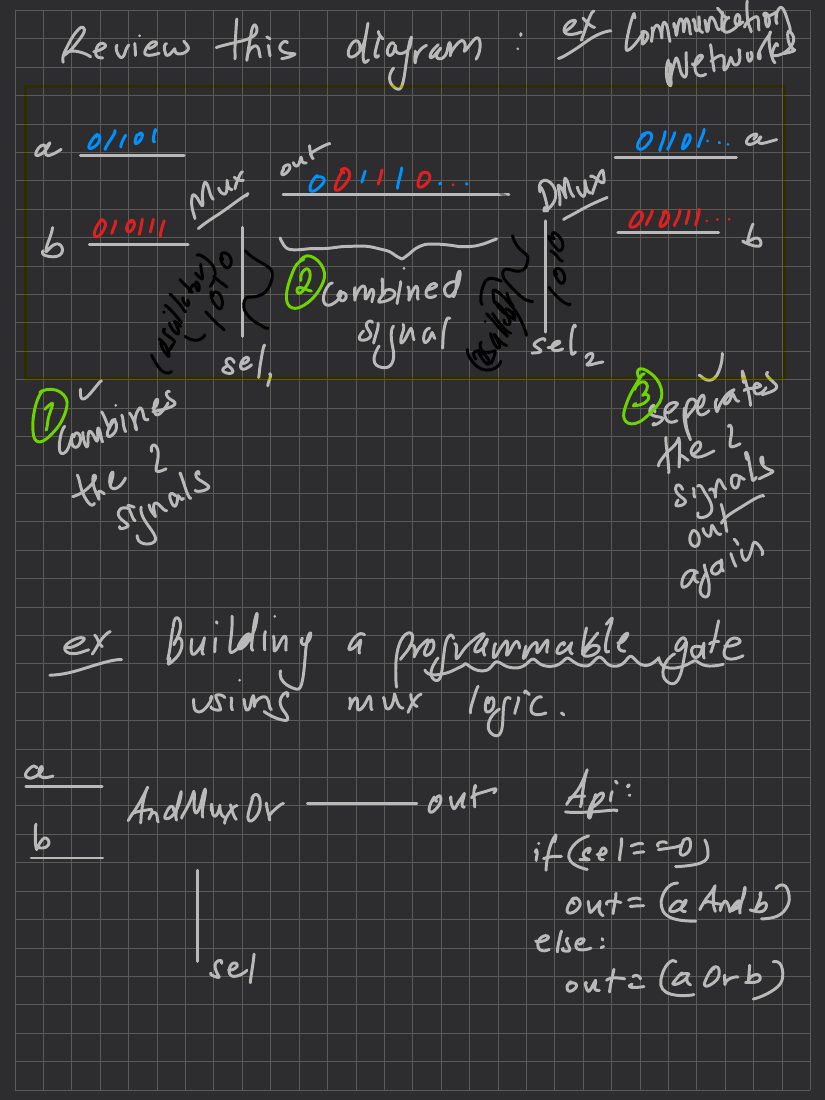 Review this diagram : ex Communication Networks
a 01101
out
01101... a
Mux
001110...
DMux
b 010111
010111... b
(oscillator)
1010
② Combined
signal
1010
sel1
sel2
① Combines
the 2
signals
③ seperates
the 2
signals
out
again
ex Building a programmable gate
using mux logic.
a
AndMuxOr out
b
sel
Api:
if (sel==0)
out= (a And b)
else:
out= (a Or b)